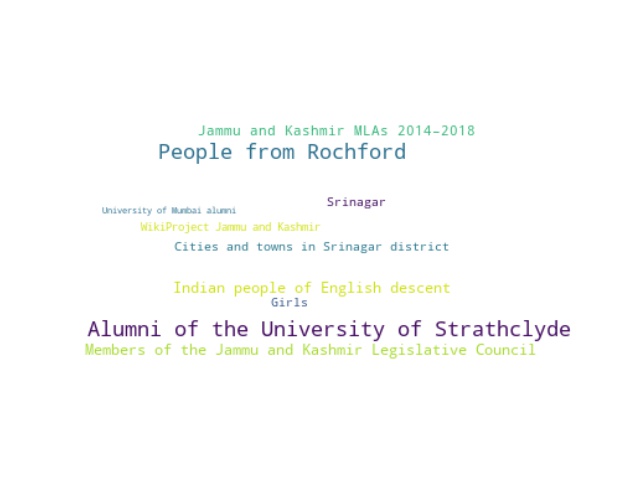 Jammu and Kashmir MLAs 2014–2018
People from Rochford
Srinagar
University of Mumbai alumni
WikiProject Jammu and Kashmir
Cities and towns in Srinagar district
Indian people of English descent
Girls
Alumni of the University of Strathclyde
Members of the Jammu and Kashmir Legislative Council